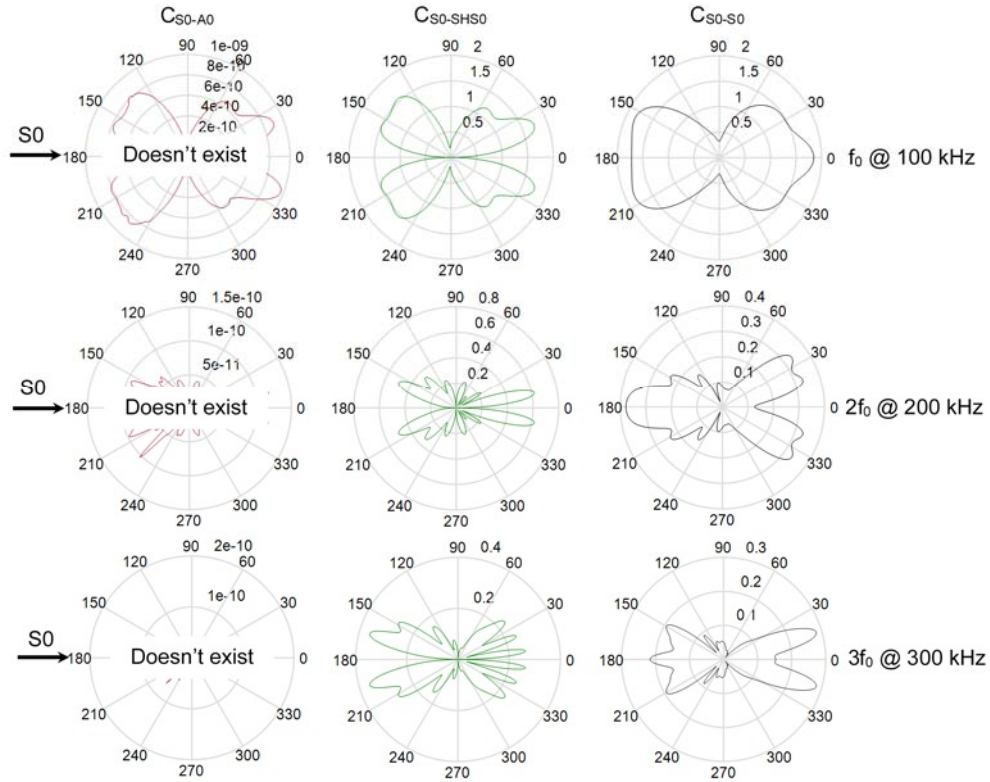 C_S0-A0 C_S0-SHS0 C_S0-S0
90 1e-09 90 2 90 2
120 8e-10 60 120 1.5 60 120 1.5 60
150 6e-10 30 150 1 30 150 1 30
4e-10 0.5 0.5
2e-10
S0
180 Doesn't exist 0 180 0 180 0 f₀ @ 100 kHz
210 330 210 330 210 330
240 300 240 300 240 300
270 270 270
90 1.5e-10 90 0.8 90 0.4
120 60 120 0.6 60 120 0.3 60
1e-10
150 30 150 0.4 30 150 0.2 30
5e-11 0.2 0.1
S0
180 Doesn't exist 0 180 0 180 0 2f₀ @ 200 kHz
210 330 210 330 210 330
240 300 240 300 240 300
270 270 270
90 2e-10 90 0.4 90 0.3
120 60 120 60 120 60
0.2
150 1e-10 30 150 0.2 30 150 30
0.1
S0
180 Doesn't exist 0 180 0 180 0 3f₀ @ 300 kHz
210 330 210 330 210 330
240 300 240 300 240 300
270 270 270